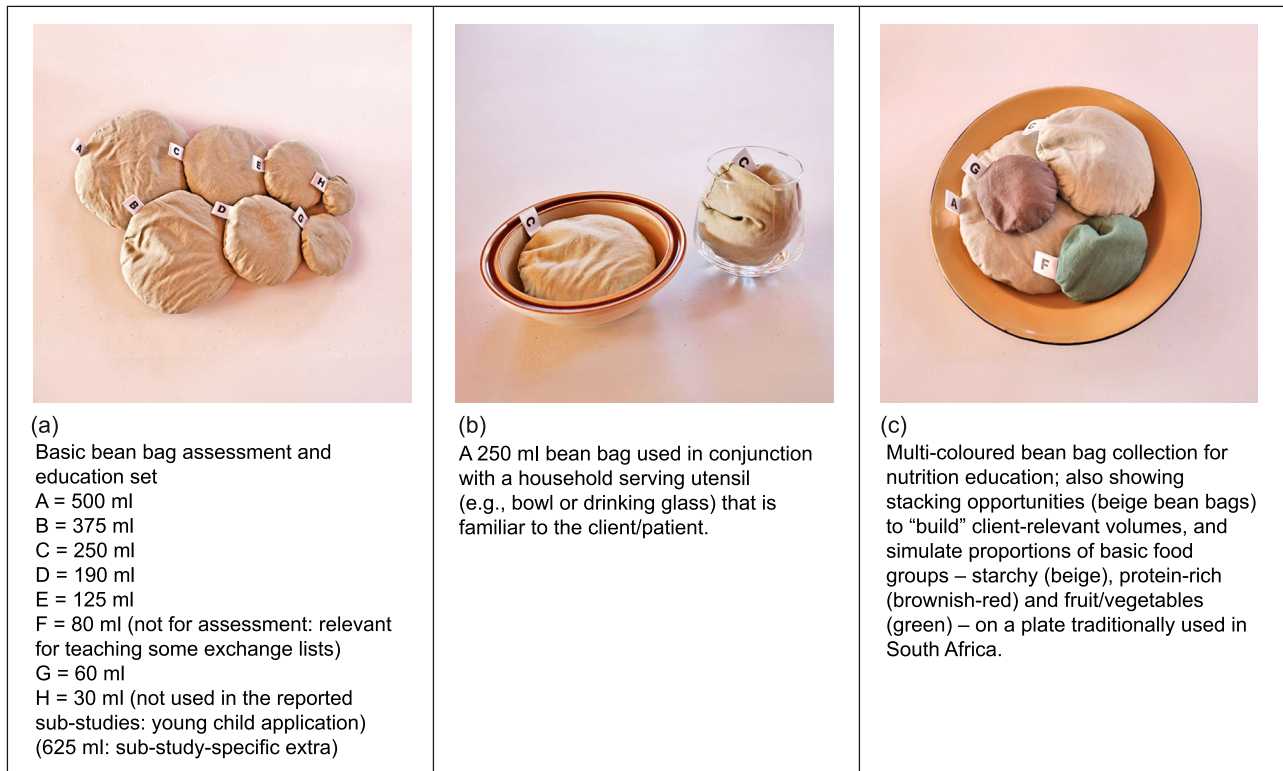 A
C
E
H
B
D
G
(a)
Basic bean bag assessment and
education set
A = 500 ml
B = 375 ml
C = 250 ml
D = 190 ml
E = 125 ml
F = 80 ml (not for assessment: relevant
for teaching some exchange lists)
G = 60 ml
H = 30 ml (not used in the reported
sub-studies: young child application)
(625 ml: sub-study-specific extra)
C
C
(b)
A 250 ml bean bag used in conjunction
with a household serving utensil
(e.g., bowl or drinking glass) that is
familiar to the client/patient.
G
A
F
(c)
Multi-coloured bean bag collection for
nutrition education; also showing
stacking opportunities (beige bean bags)
to “build” client-relevant volumes, and
simulate proportions of basic food
groups – starchy (beige), protein-rich
(brownish-red) and fruit/vegetables
(green) – on a plate traditionally used in
South Africa.